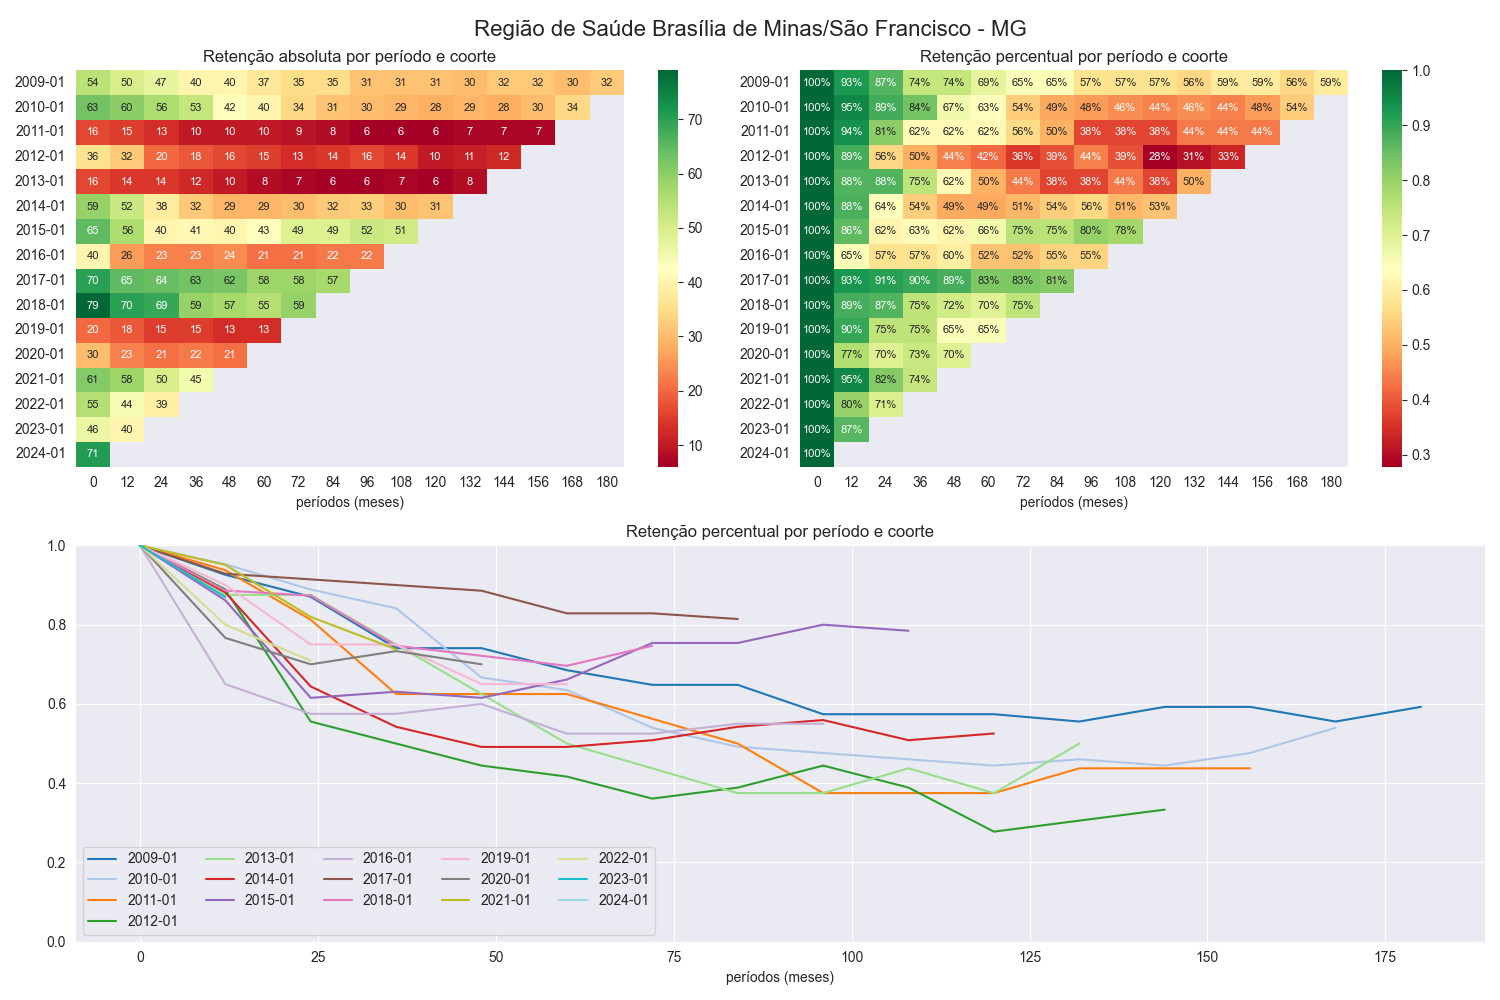 Região de Saúde Brasília de Minas/São Francisco - MG
Retenção absoluta por período e coorte
2009-01 54 50 47 40 40 37 35 35 31 31 31 30 32 32 30 32
2010-01 63 60 56 53 42 40 34 31 30 29 28 29 28 30 34
2011-01 16 15 13 10 10 10 9 8 6 6 6 7 7 7
2012-01 36 32 20 18 16 15 13 14 16 14 10 11 12
2013-01 16 14 14 12 10 8 7 6 6 7 6 8
2014-01 59 52 38 32 29 29 30 32 33 30 31
2015-01 65 56 40 41 40 43 49 49 52 51
2016-01 40 26 23 23 24 21 21 22 22
2017-01 70 65 64 63 62 58 58 57
2018-01 79 70 69 59 57 55 59
2019-01 20 18 15 15 13 13
2020-01 30 23 21 22 21
2021-01 61 58 50 45
2022-01 55 44 39
2023-01 46 40
2024-01 71
0 12 24 36 48 60 72 84 96 108 120 132 144 156 168 180
períodos (meses)
70
60
50
40
30
20
10
Retenção percentual por período e coorte
2009-01 100% 93% 87% 74% 74% 69% 65% 65% 57% 57% 57% 56% 59% 59% 56% 59%
2010-01 100% 95% 89% 84% 67% 63% 54% 49% 48% 46% 44% 46% 44% 48% 54%
2011-01 100% 94% 81% 62% 62% 62% 56% 50% 38% 38% 38% 44% 44% 44%
2012-01 100% 89% 56% 50% 44% 42% 36% 39% 44% 39% 28% 31% 33%
2013-01 100% 88% 88% 75% 62% 50% 44% 38% 38% 44% 38% 50%
2014-01 100% 88% 64% 54% 49% 49% 51% 54% 56% 51% 53%
2015-01 100% 86% 62% 63% 62% 66% 75% 75% 80% 78%
2016-01 100% 65% 57% 57% 60% 52% 52% 55% 55%
2017-01 100% 93% 91% 90% 89% 83% 83% 81%
2018-01 100% 89% 87% 75% 72% 70% 75%
2019-01 100% 90% 75% 75% 65% 65%
2020-01 100% 77% 70% 73% 70%
2021-01 100% 95% 82% 74%
2022-01 100% 80% 71%
2023-01 100% 87%
2024-01 100%
0 12 24 36 48 60 72 84 96 108 120 132 144 156 168 180
períodos (meses)
1.0
0.9
0.8
0.7
0.6
0.5
0.4
0.3
Retenção percentual por período e coorte
1.0
0.8
0.6
0.4
0.2
0.0
2009-01 2013-01 2016-01 2019-01 2022-01
2010-01 2014-01 2017-01 2020-01 2023-01
2011-01 2015-01 2018-01 2021-01 2024-01
2012-01
0 25 50 75 100 125 150 175
períodos (meses)